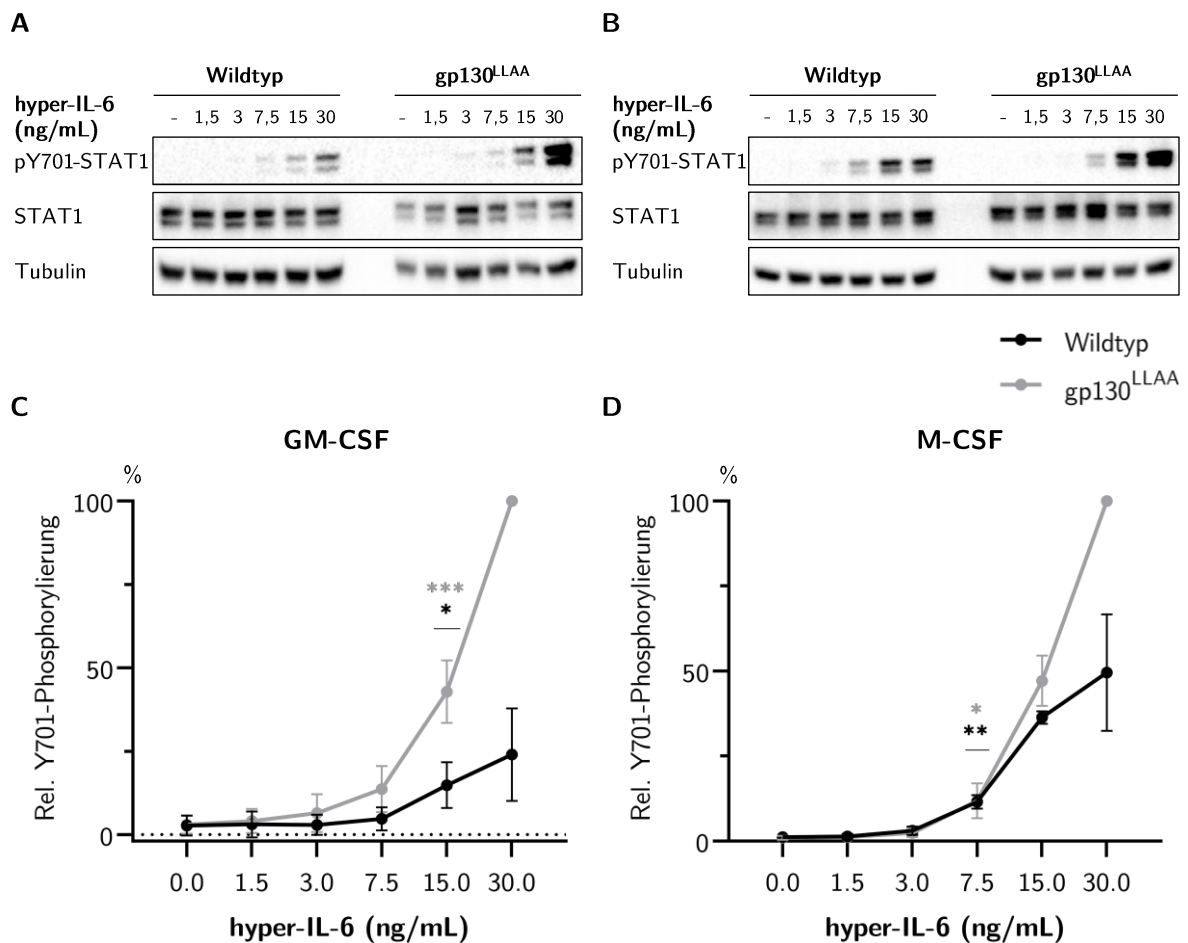 A
Wildtyp gp130LLAA
hyper-IL-6
(ng/mL) - 1,5 3 7,5 15 30 - 1,5 3 7,5 15 30
pY701-STAT1
STAT1
Tubulin
B
Wildtyp gp130LLAA
hyper-IL-6
(ng/mL) - 1,5 3 7,5 15 30 - 1,5 3 7,5 15 30
pY701-STAT1
STAT1
Tubulin
Wildtyp
gp130LLAA
C
GM-CSF
%
Rel. Y701-Phosphorylierung
100
50
0
***
*
0.0 1.5 3.0 7.5 15.0 30.0
hyper-IL-6 (ng/mL)
D
M-CSF
%
Rel. Y701-Phosphorylierung
100
50
0
*
**
0.0 1.5 3.0 7.5 15.0 30.0
hyper-IL-6 (ng/mL)